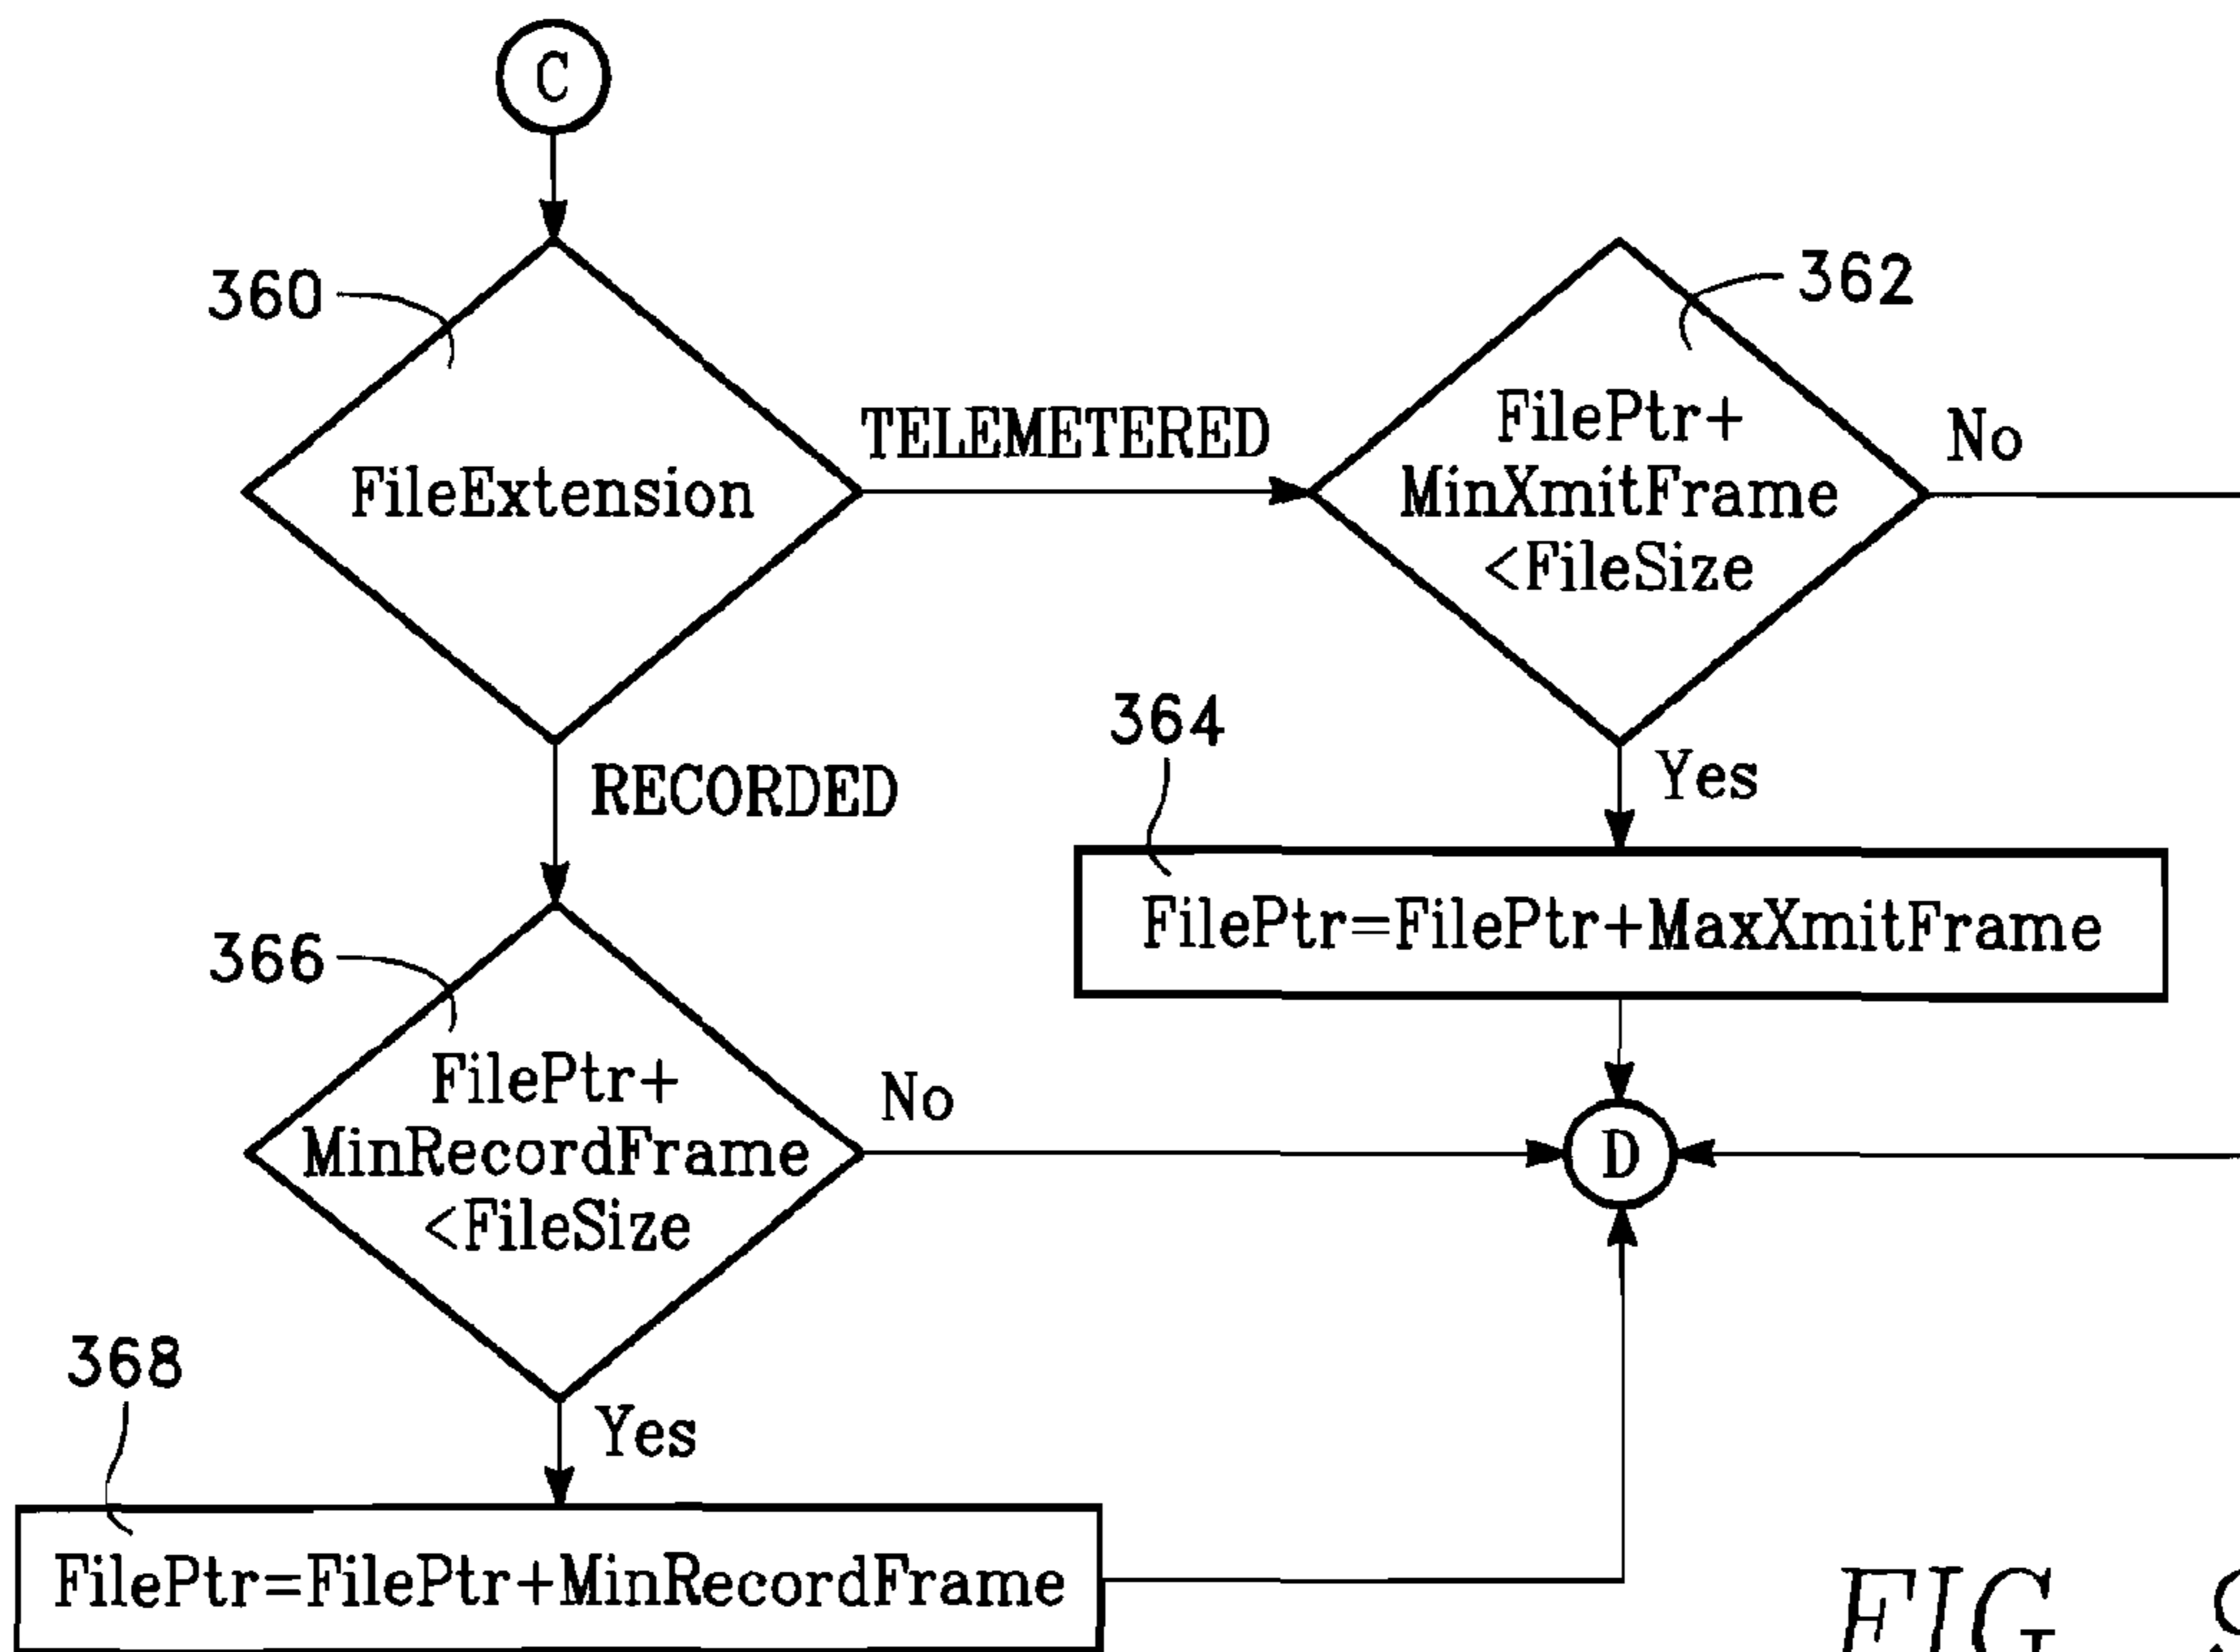 C
360
FileExtension
TELEMETERED
362
FilePtr+
MinXmitFrame
<FileSize
No
Yes
364
FilePtr=FilePtr+MaxXmitFrame
RECORDED
366
FilePtr+
MinRecordFrame
<FileSize
No
D
Yes
368
FilePtr=FilePtr+MinRecordFrame
FIG.